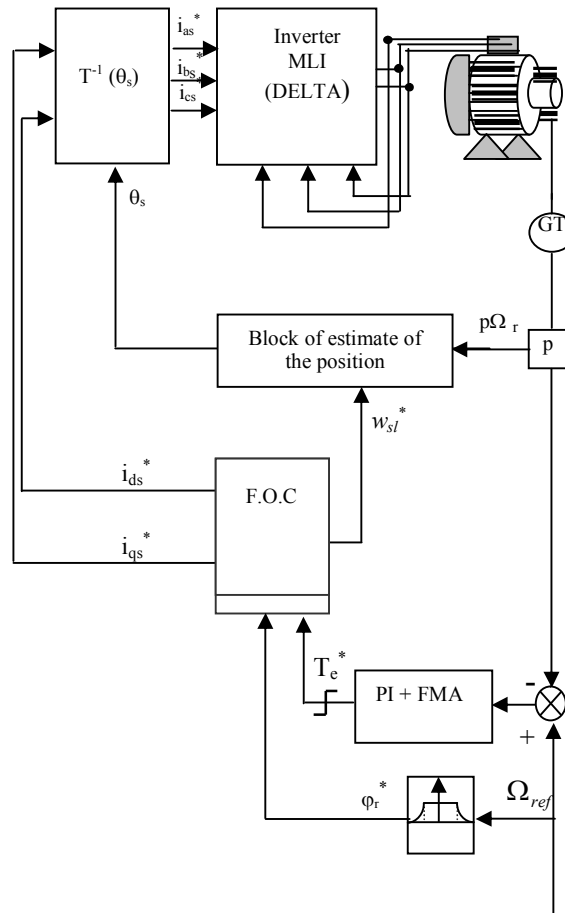 T⁻¹ (θs)
ias*
ibs*
ics*
Inverter
MLI
(DELTA)
GT
θs
Block of estimate of
the position
pΩ r
p
wsl*
ids*
F.O.C
iqs*
Te*
PI + FMA
-
+
φr*
Ωref